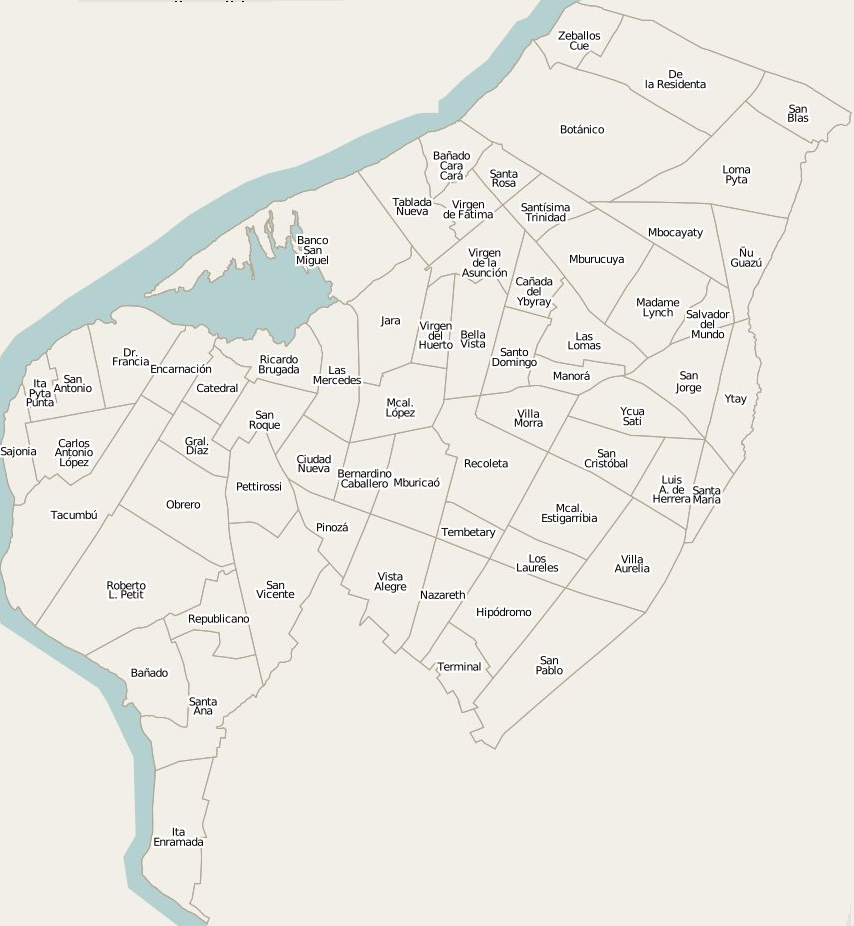 Zeballos
Cue
De
la Residenta
San
Blas
Botánico
Bañado
Cara
Cará
Santa
Rosa
Loma
Pyta
Tablada
Nueva
Virgen
de Fátima
Santísima
Trinidad
Mbocayaty
Banco
San
Miguel
Virgen
de la
Asunción
Mburucuya
Ñu
Guazú
Cañada
del
Ybyray
Madame
Lynch
Salvador
del
Mundo
Jara
Virgen
del
Huerto
Bella
Vista
Las
Lomas
Santo
Domingo
Dr.
Francia
Encarnación
Ricardo
Brugada
Las
Mercedes
Manorá
San
Jorge
Ita
Pyta
Punta
San
Antonio
Catedral
Mcal.
López
Ytay
San
Roque
Villa
Morra
Ycua
Sati
Sajonia
Carlos
Antonio
López
Gral.
Díaz
Ciudad
Nueva
Bernardino
Caballero
Mburicaó
Recoleta
San
Cristóbal
Pettirossi
Luis
A. de
Herrera
Santa
María
Tacumbú
Obrero
Pinozá
Tembetary
Mcal.
Estigarribia
Roberto
L. Petit
San
Vicente
Vista
Alegre
Nazareth
Los
Laureles
Villa
Aurelia
Republicano
Hipódromo
Bañado
Terminal
San
Pablo
Santa
Ana
Ita
Enramada